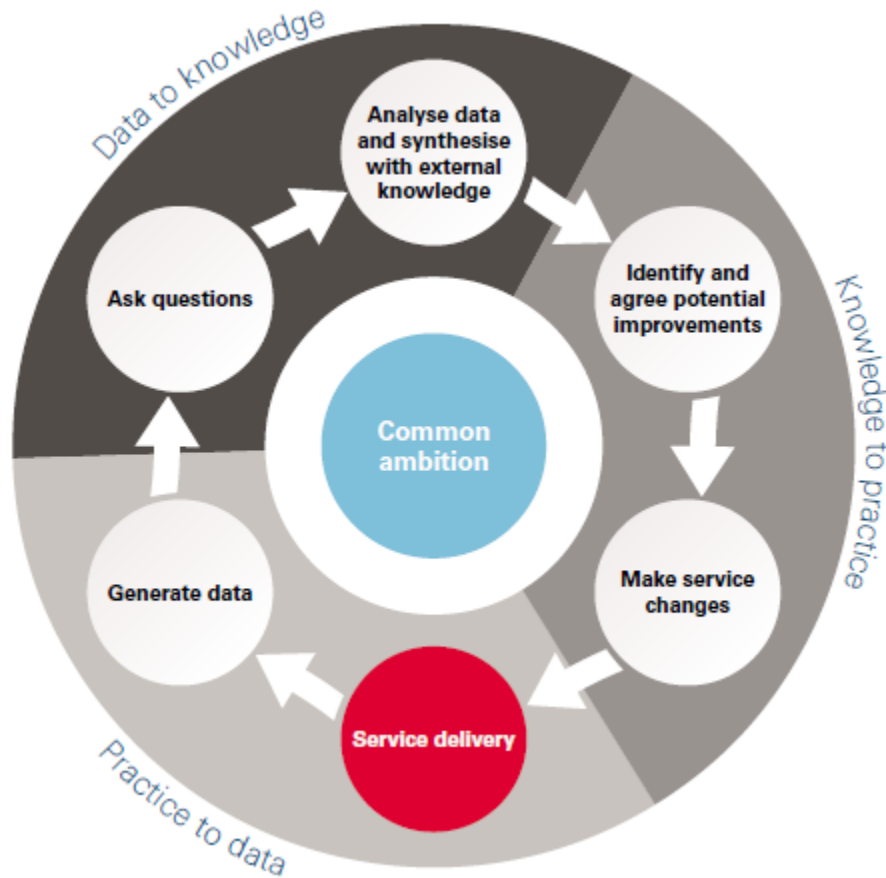 Data to knowledge
Analyse data
and synthesise
with external
knowledge
Ask questions
Identify and
agree potential
improvements
Knowledge to practice
Common
ambition
Generate data
Make service
changes
Service delivery
Practice to data